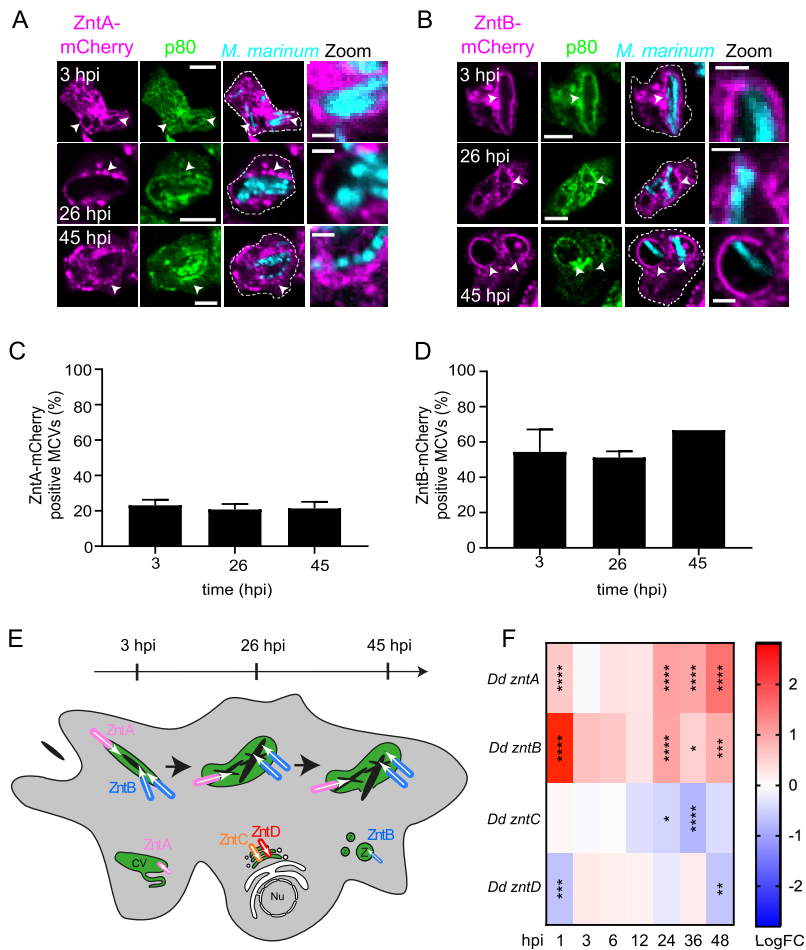 A
ZntA-
mCherry p80 M. marinum Zoom
3 hpi
26 hpi
45 hpi
B
ZntB-
mCherry p80 M. marinum Zoom
3 hpi
26 hpi
45 hpi
C
ZntA-mCherry
positive MCVs (%)
100
80
60
40
20
0
3 26 45
time (hpi)
D
ZntB-mCherry
positive MCVs (%)
100
80
60
40
20
0
3 26 45
time (hpi)
E
3 hpi 26 hpi 45 hpi
ZntA
ZntB
ZntA
CV
ZntC ZntD
Nu
ZntB
Z Z
Z
F
Dd zntA **** **** **** ****
Dd zntB **** **** * ***
Dd zntC * ****
Dd zntD *** **
hpi 1 3 6 12 24 36 48
2
1
0
-1
-2
LogFC